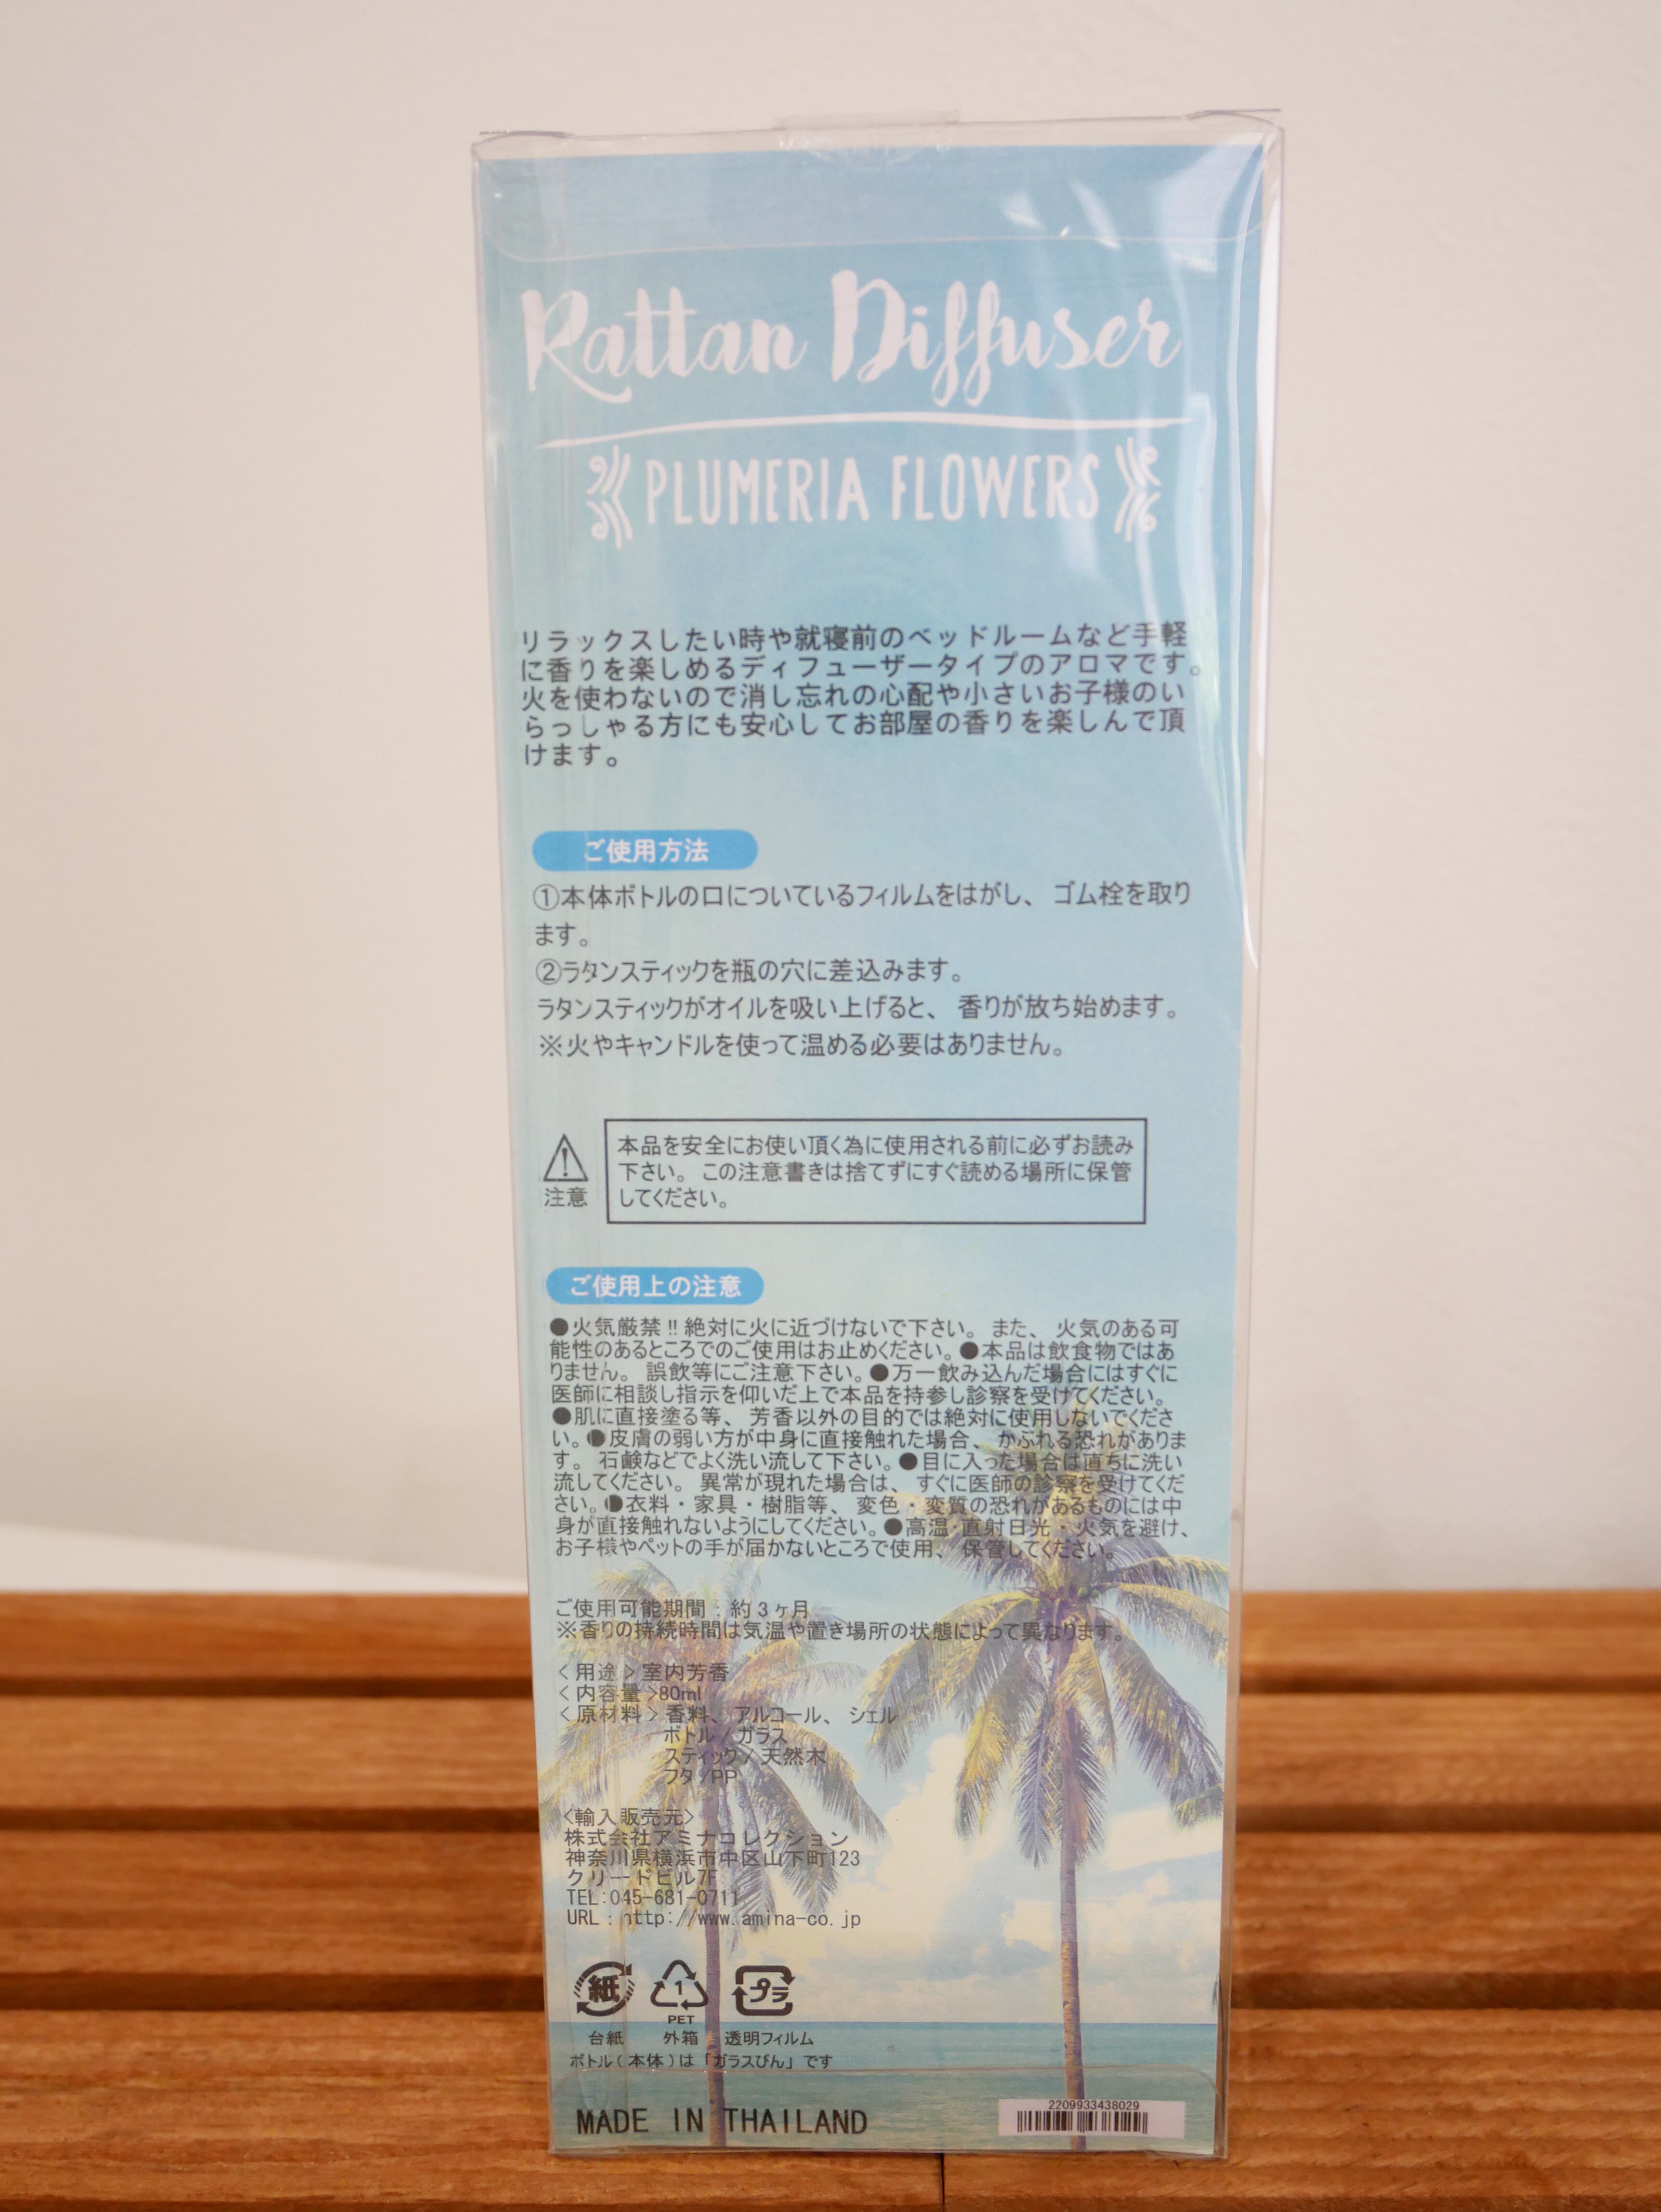 Rattan Diffuser
PLUMERIA FLOWERS
リラックスしたい時や就寝前のベッドルームなど手軽
に香りを楽しめるディフューザータイプのアロマです。
火を使わないので消し忘れの心配や小さいお子様のい
らっしゃる方にも安心してお部屋の香りを楽しんで頂
けます。
ご使用方法
①本体ボトルの口についているフィルムをはがし、ゴム栓を取り
ます。
②ラタンスティックを瓶の穴に差込みます。
ラタンスティックがオイルを吸い上げると、香りが放ち始めます。
※火やキャンドルを使って温める必要はありません。
注意
本品を安全にお使い頂く為に使用される前に必ずお読み
下さい。この注意書きは捨てずにすぐ読める場所に保管
してください。
ご使用上の注意
●火気厳禁!!絶対に火に近づけないで下さい。また、火気のある可
能性のあるところでのご使用はお止めください。●本品は飲食物ではあ
りません。誤飲等にご注意下さい。●万一飲み込んだ場合にはすぐに
医師に相談し指示を仰いだ上で本品を持参し診察を受けてください。
●肌に直接塗る等、芳香以外の目的では絶対に使用しないでくださ
い。●皮膚の弱い方が中身に直接触れた場合、かぶれる恐れがありま
す。石鹸などでよく洗い流して下さい。●目に入った場合は直ちに洗い
流してください。異常が現れた場合は、すぐに医師の診察を受けてくだ
さい。●衣料・家具・樹脂等、変色・変質の恐れがあるものには中
身が直接触れないようにしてください。●高温・直射日光・火気を避け、
お子様やペットの手が届かないところで使用、保管してください。
ご使用可能期間：約3ヶ月
※香りの持続時間は気温や置き場所の状態によって異なります。
<用途>室内芳香
<内容量>80ml
<原材料>香料、アルコール、シェル
ボトル/ガラス
スティック/天然木
フタ/PP
<輸入販売元>
株式会社アミナコレクション
神奈川県横浜市中区山下町123
クリードビル7F
TEL:045-681-0711
URL：http://www.amina-co.jp
紙 1 プラ
PET
台紙 外箱 透明フィルム
ボトル(本体)は「ガラスびん」です
MADE IN THAILAND
2209933438029